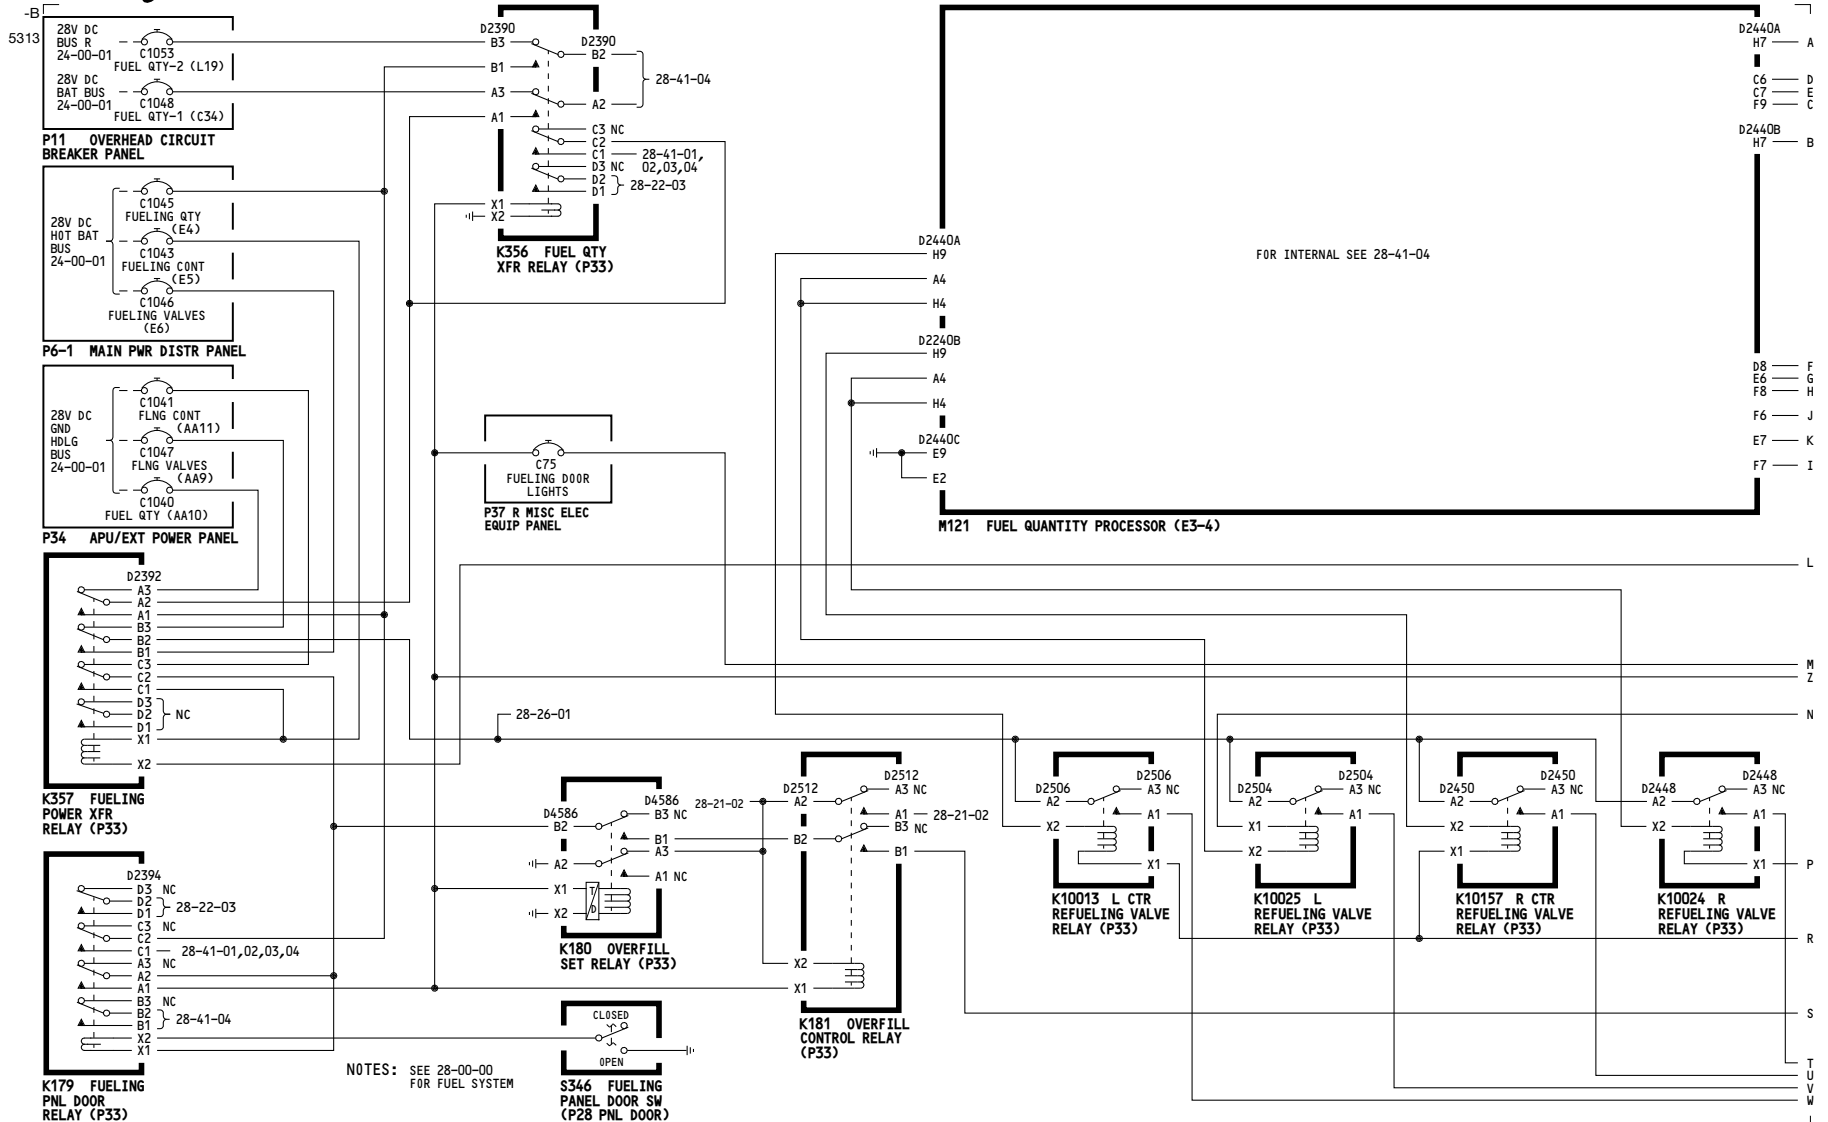 -B
5313
28V DC
BUS R
24-00-01
C1053
FUEL QTY-2 (L19)
28V DC
BAT BUS
24-00-01
C1048
FUEL QTY-1 (C34)
P11 OVERHEAD CIRCUIT
BREAKER PANEL
28V DC
HOT BAT
BUS
24-00-01
C1045
FUELING QTY
(E4)
C1043
FUELING CONT
(E5)
C1046
FUELING VALVES
(E6)
P6-1 MAIN PWR DISTR PANEL
28V DC
GND
HDLG
BUS
24-00-01
C1041
FLNG CONT
(AA11)
C1047
FLNG VALVES
(AA9)
C1040
FUEL QTY (AA10)
P34 APU/EXT POWER PANEL
D2392
A3
A2
A1
B3
B2
B1
C3
C2
C1
D3
D2 NC
D1
X1
X2
K357 FUELING
POWER XFR
RELAY (P33)
D2394
D3 NC
D2
D1
28-22-03
C3 NC
C2
C1 28-41-01,02,03,04
A3 NC
A2
A1
B3 NC
B2
B1
28-41-04
X2
X1
K179 FUELING
PNL DOOR
RELAY (P33)
NOTES: SEE 28-00-00
FOR FUEL SYSTEM
D2390
B3
B1
A3
A1
D2390
B2
28-41-04
A2
C3 NC
C2
C1 28-41-01,
02,03,04
D3 NC
D2
D1
28-22-03
X1
X2
K356 FUEL QTY
XFR RELAY (P33)
C75
FUELING DOOR
LIGHTS
P37 R MISC ELEC
EQUIP PANEL
28-26-01
D4586
B2
A2
X1
X2
T/D
D4586
B3 NC
B1
A3
A1 NC
K180 OVERFILL
SET RELAY (P33)
CLOSED
OPEN
S346 FUELING
PANEL DOOR SW
(P28 PNL DOOR)
28-21-02
D2512
A2
B2
X2
X1
D2512
A3 NC
A1 28-21-02
B3 NC
B1
K181 OVERFILL
CONTROL RELAY
(P33)
D2440A
H9
A4
H4
D2240B
H9
A4
H4
D2440C
E9
E2
FOR INTERNAL SEE 28-41-04
M121 FUEL QUANTITY PROCESSOR (E3-4)
D2440A
H7 A
C6 D
C7 E
F9 C
D2440B
H7 B
D8 F
E6 G
F8 H
F6 J
E7 K
F7 I
L
M
Z
N
D2506
A2
X2
D2506
A3 NC
A1
X1
K10013 L CTR
REFUELING VALVE
RELAY (P33)
D2504
A2
X1
X2
D2504
A3 NC
A1
K10025 L
REFUELING VALVE
RELAY (P33)
D2450
A2
X2
X1
D2450
A3 NC
A1
K10157 R CTR
REFUELING VALVE
RELAY (P33)
D2448
A2
X2
D2448
A3 NC
A1
X1
K10024 R
REFUELING VALVE
RELAY (P33)
P
R
S
T
U
V
W